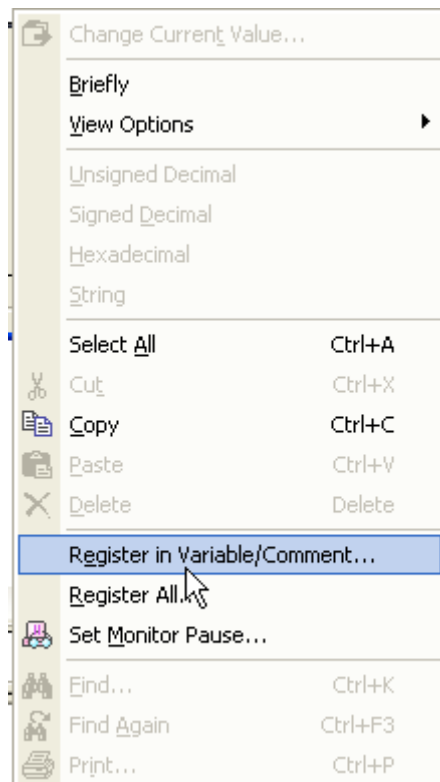 Change Current Value...
Briefly
View Options
Unsigned Decimal
Signed Decimal
Hexadecimal
String
Select All Ctrl+A
Cut Ctrl+X
Copy Ctrl+C
Paste Ctrl+V
Delete Delete
Register in Variable/Comment...
Register All...
Set Monitor Pause...
Find... Ctrl+K
Find Again Ctrl+F3
Print... Ctrl+P